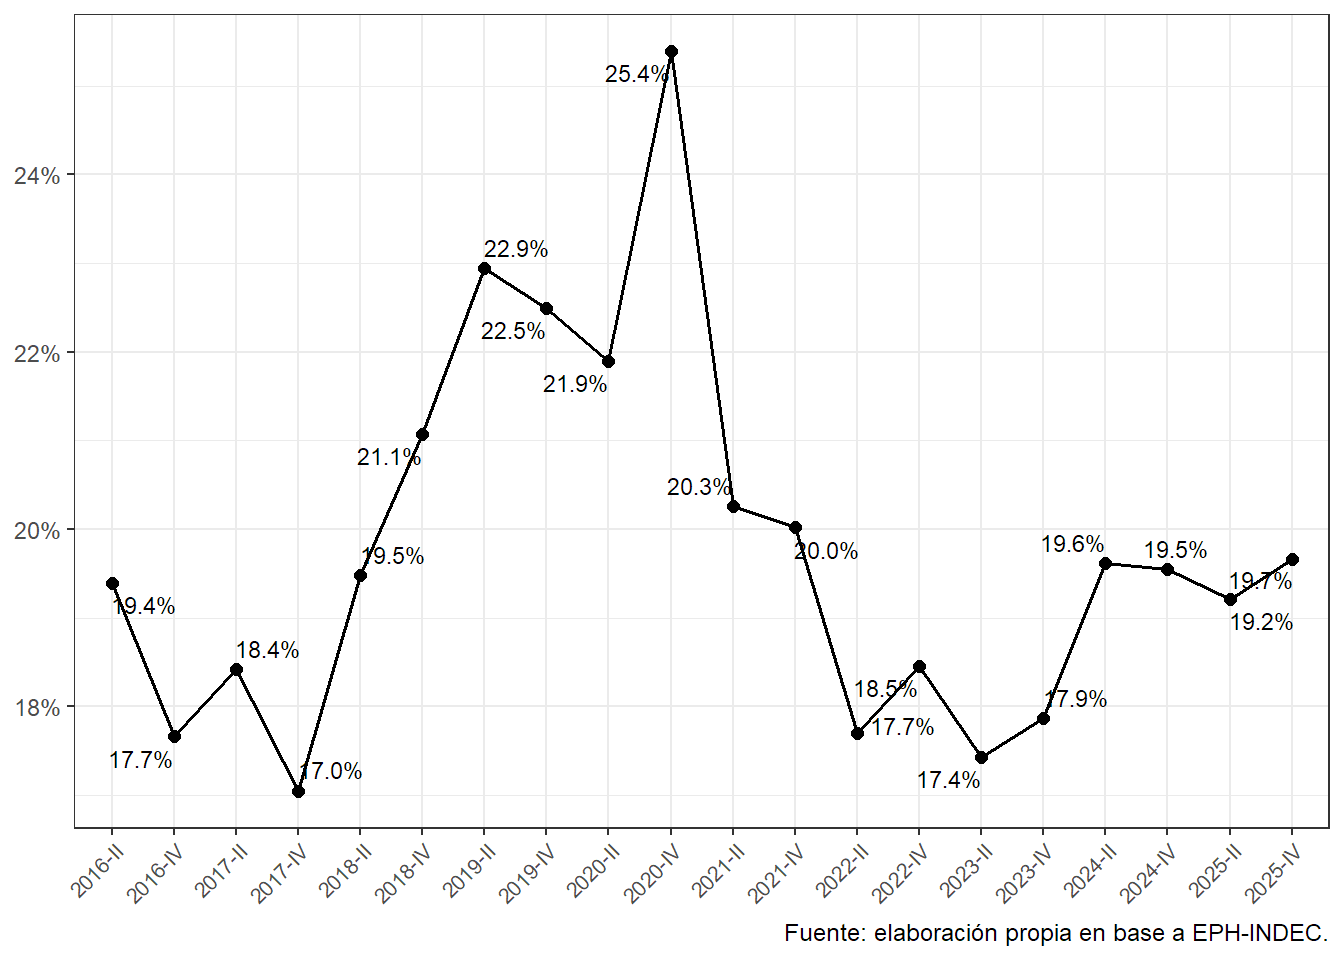 25.4%
24%
22.9%
22.5%
22%
21.9%
21.1%
20.3%
20%
20.0%
19.6%
19.5%
19.5%
19.7%
19.4%
19.2%
18.4%
18.5%
17.9%
18%
17.7%
17.7%
17.0%
17.4%
2016-II
2016-IV
2017-II
2017-IV
2018-II
2018-IV
2019-II
2019-IV
2020-II
2020-IV
2021-II
2021-IV
2022-II
2022-IV
2023-II
2023-IV
2024-II
2024-IV
2025-II
2025-IV
Fuente: elaboración propia en base a EPH-INDEC.